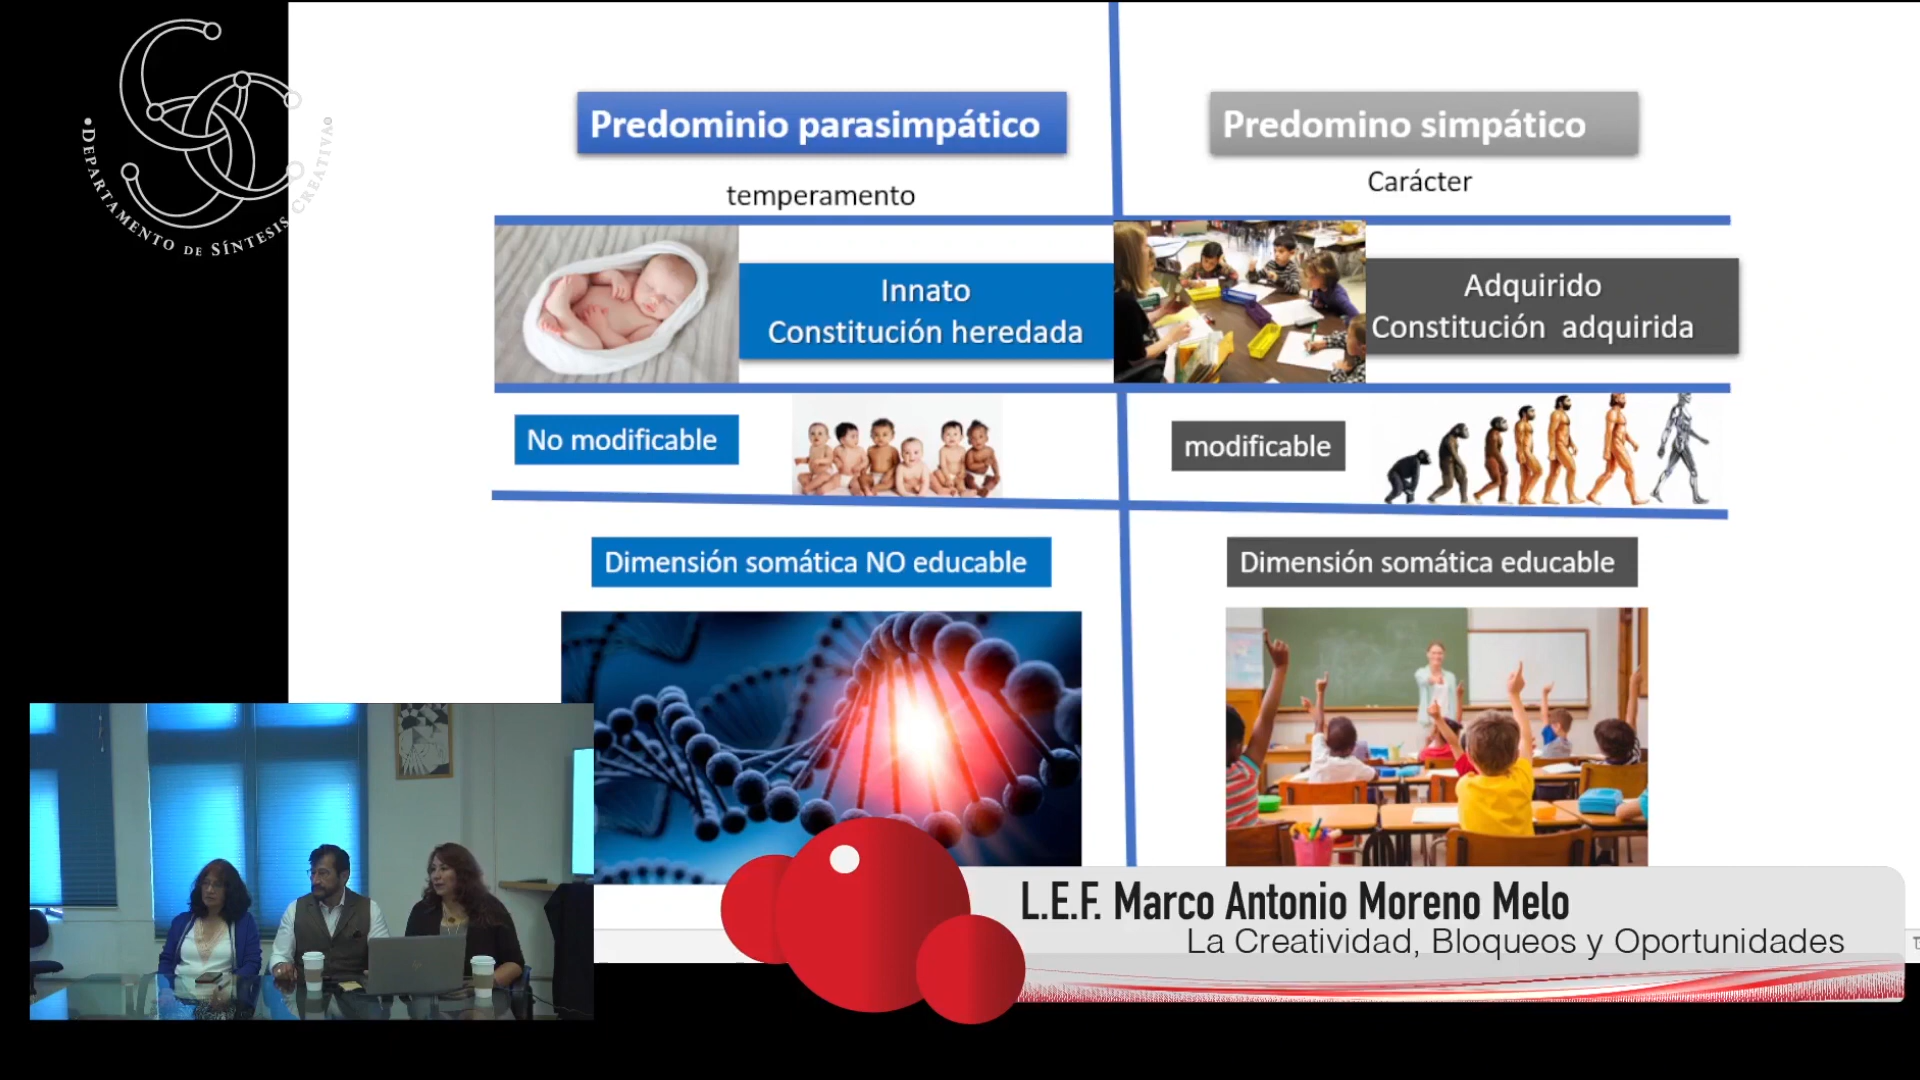 DEPARTAMENTO DE SÍNTESIS CREATIVA
Predominio parasimpático
Predomino simpático
temperamento
Carácter
Innato
Constitución heredada
Adquirido
Constitución adquirida
No modificable
modificable
Dimensión somática NO educable
Dimensión somática educable
L.E.F. Marco Antonio Moreno Melo
La Creatividad, Bloqueos y Oportunidades